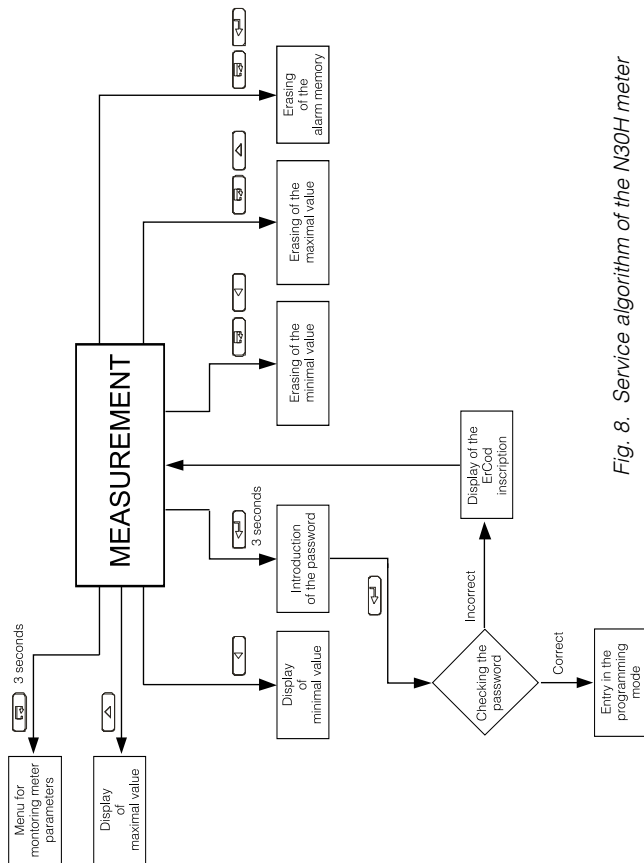 MEASUREMENT
3 seconds
Menu for
montoring meter
parameters
Display
of
maximal value
Display
of
minimal value
3 seconds
Introduction
of the password
Checking the
password
Incorrect
Correct
Display of the
ErCod
inscription
Entry in the
programming
mode
Erasing of the
minimal value
Erasing of the
maximal value
Erasing
of the
alarm memory
Fig. 8. Service algorithm of the N30H meter